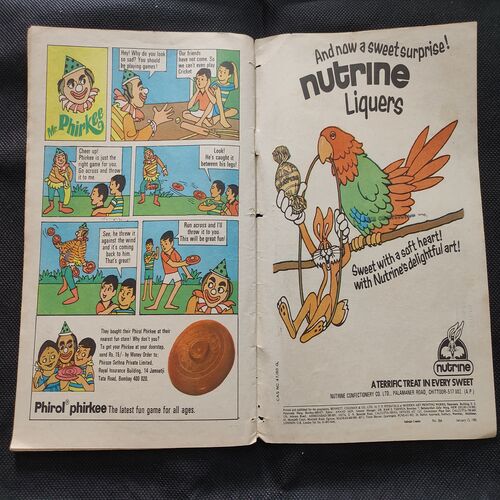 Mr. Phirkee
Hey! Why do you look
so sad? You should
by playing games!
Our friends
have not come. So
we can't even play
Cricket
Cheer up!
Phirkee is just the
right game for you.
Go across and throw
it to me.
Look!
He's caught it
between his legs!
See, he threw it
against the wind
and it's coming
back to him.
That's great!
Run across and I'll
throw it to you.
This will be great fun!
They bought their Phirol Phirkee at their
nearest fun store! Why don't you?
To get your Phirkee at your doorstep,
send Rs. 15/- by Money Order to:
Phiroze Sethna Private Limited,
Royal Insurance Building, 14 Jamsetji
Tata Road, Bombay 400 020.
Phirol® phirkee The latest fun game for all ages.
And now a sweet surprise!
nutrine
Liquers
Sweet with a soft heart!
with Nutrine's delightful art!
nutrine
A TERRIFIC TREAT IN EVERY SWEET
NUTRINE CONFECTIONERY CO. LTD., PALAMANER ROAD, CHITTOOR-517 002. (A.P.)